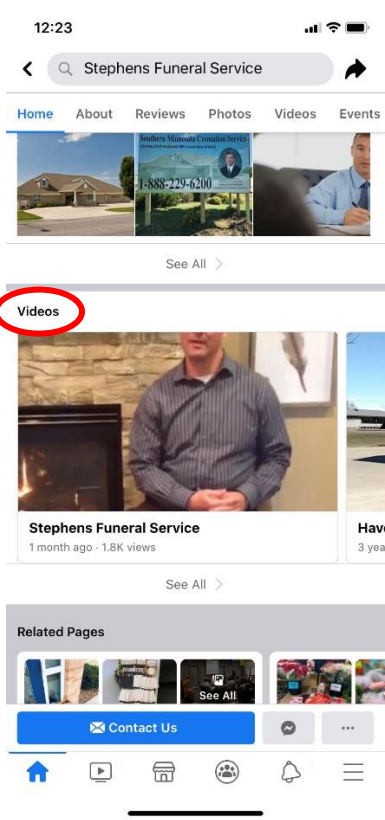 12:23
Stephens Funeral Service
Home About Reviews Photos Videos Events
Southern Minnesota Cremation Service
1-888-229-6200
See All >
Videos
Stephens Funeral Service
Have
1 month ago · 1.8K views
3 yea
See All >
Related Pages
See All
Contact Us